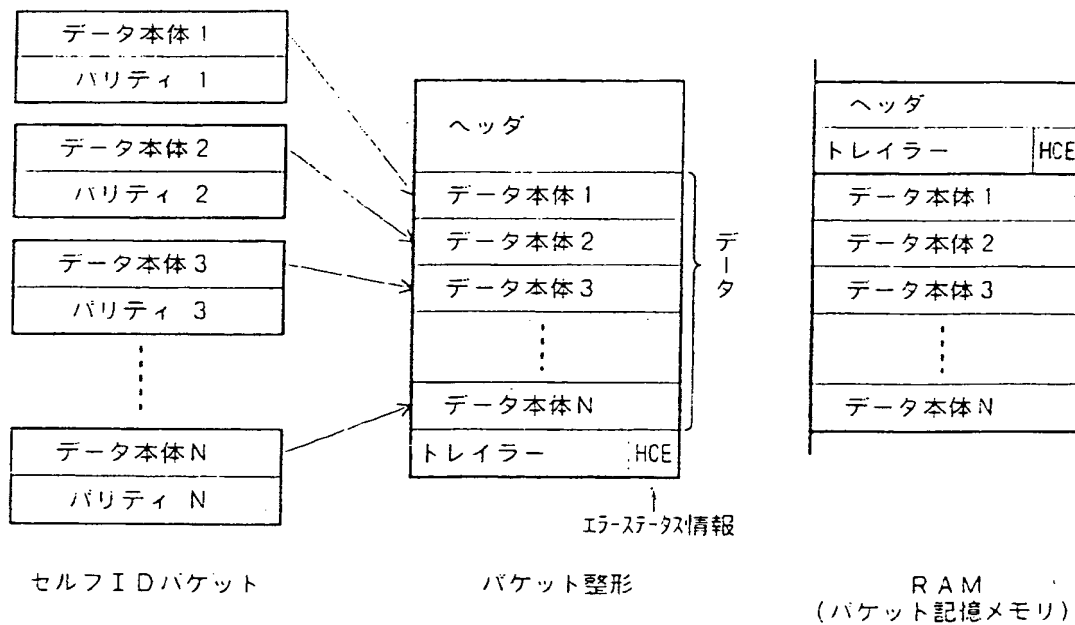 データ本体1
パリティ 1
データ本体2
パリティ 2
データ本体3
パリティ 3
データ本体N
パリティ N
セルフIDパケット
ヘッダ
データ本体1
データ本体2
データ本体3
データ本体N
トレイラー HCE
データ
エラーステータス情報
パケット整形
ヘッダ
トレイラー HCE
データ本体1
データ本体2
データ本体3
データ本体N
RAM
(パケット記憶メモリ)